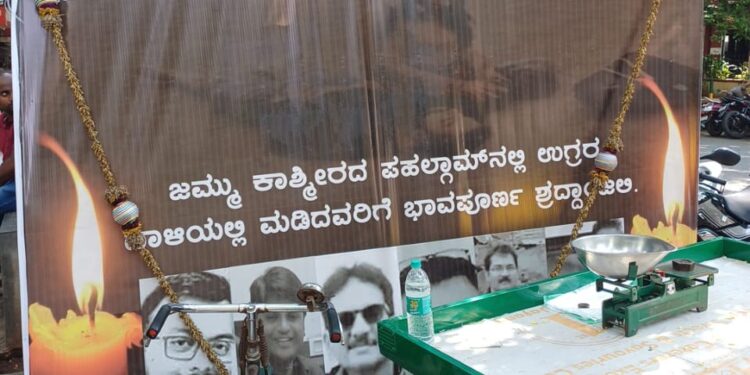 ಜಮ್ಮು ಕಾಶ್ಮೀರದ ಪಹಲ್ಗಾಮ್‌ನಲ್ಲಿ ಉಗ್ರರ
ಮಡಿದವರಿಗೆ ಭಾವಪೂರ್ಣ ಶ್ರದ್ಧಾಂಜಲಿ.